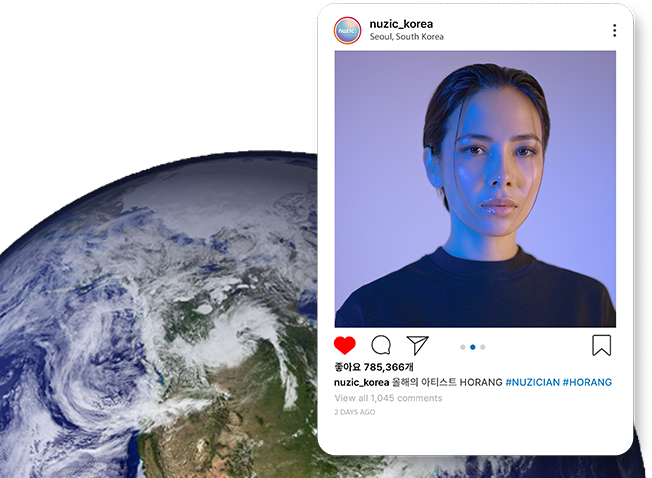 nuzic_korea
Seoul, South Korea
NUZIC
좋아요 785,366개
nuzic_korea 올해의 아티스트 HORANG #NUZICIAN #HORANG
View all 1,045 comments
2 DAYS AGO